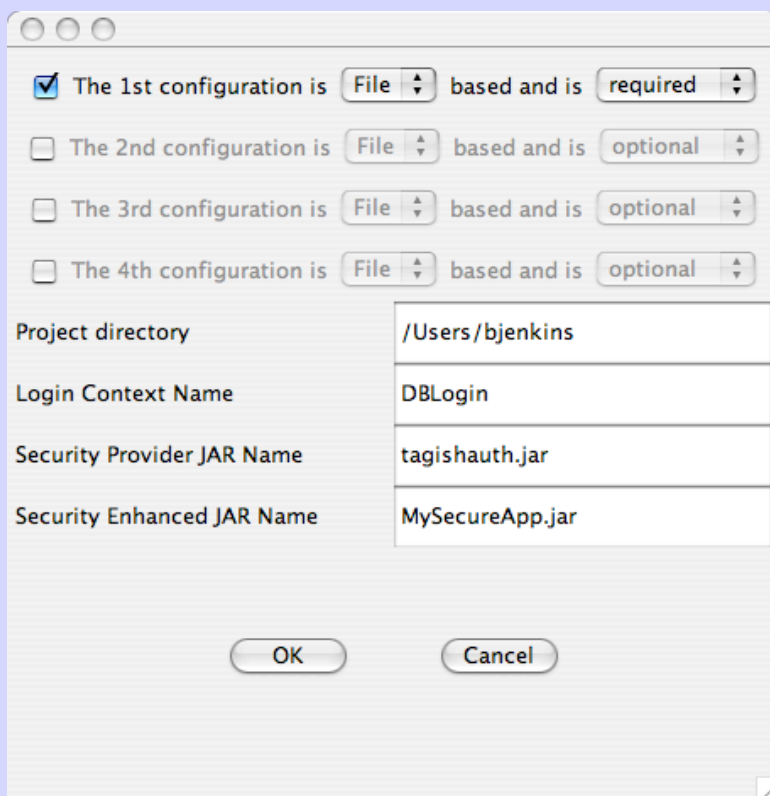 The 1st configuration is File based and is required
The 2nd configuration is File based and is optional
The 3rd configuration is File based and is optional
The 4th configuration is File based and is optional
Project directory /Users/bjenkins
Login Context Name DBLogin
Security Provider JAR Name tagishauth.jar
Security Enhanced JAR Name MySecureApp.jar
OK Cancel